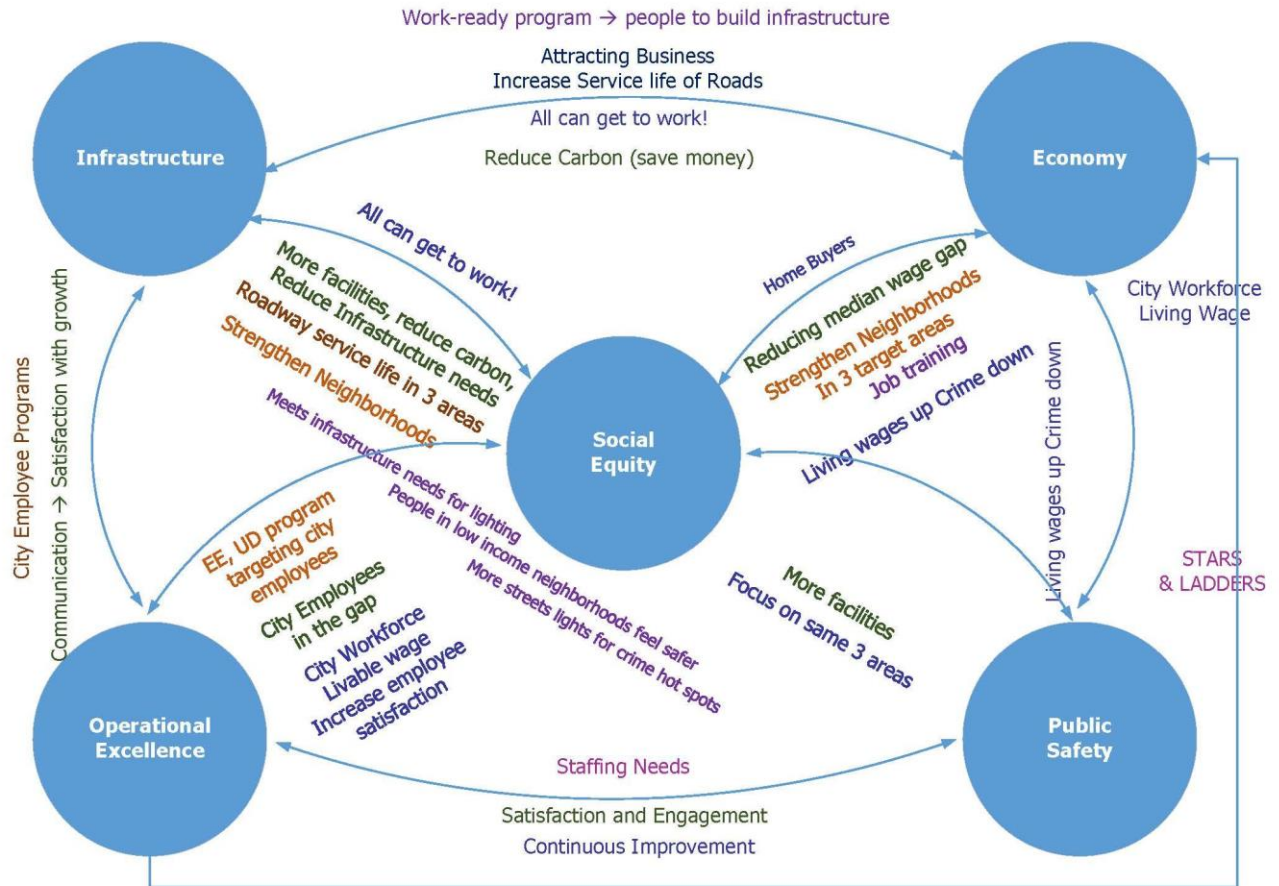 Work-ready program → people to build infrastructure
Attracting Business
Increase Service life of Roads
All can get to work!
Reduce Carbon (save money)
Infrastructure
Economy
All can get to work!
More facilities, reduce carbon,
Reduce Infrastructure needs
Roadway service life in 3 areas
Strengthen Neighborhoods
Home Buyers
Reducing median wage gap
Strengthen Neighborhoods
In 3 target areas
Job training
Living wages up Crime down
City Workforce
Living Wage
City Employee Programs
Communication → Satisfaction with growth
Social
Equity
Meets infrastructure needs for lighting
People in low income neighborhoods feel safer
More streets lights for crime hot spots
Living wages up Crime down
STARS
& LADDERS
EE, UD program
targeting city
employees
City Employees
in the gap
City Workforce
Livable wage
Increase employee
satisfaction
More facilities
Focus on same 3 areas
Operational
Excellence
Public
Safety
Staffing Needs
Satisfaction and Engagement
Continuous Improvement